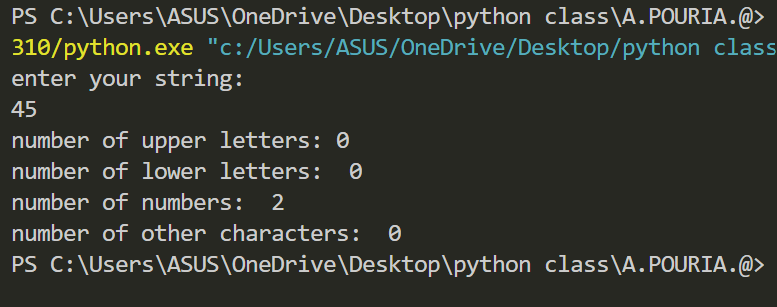 PS C:\Users\ASUS\OneDrive\Desktop\python class\A.POURIA.@>
310/python.exe "c:/Users/ASUS/OneDrive/Desktop/python class
enter your string:
45
number of upper letters: 0
number of lower letters:  0
number of numbers:  2
number of other characters:  0
PS C:\Users\ASUS\OneDrive\Desktop\python class\A.POURIA.@>